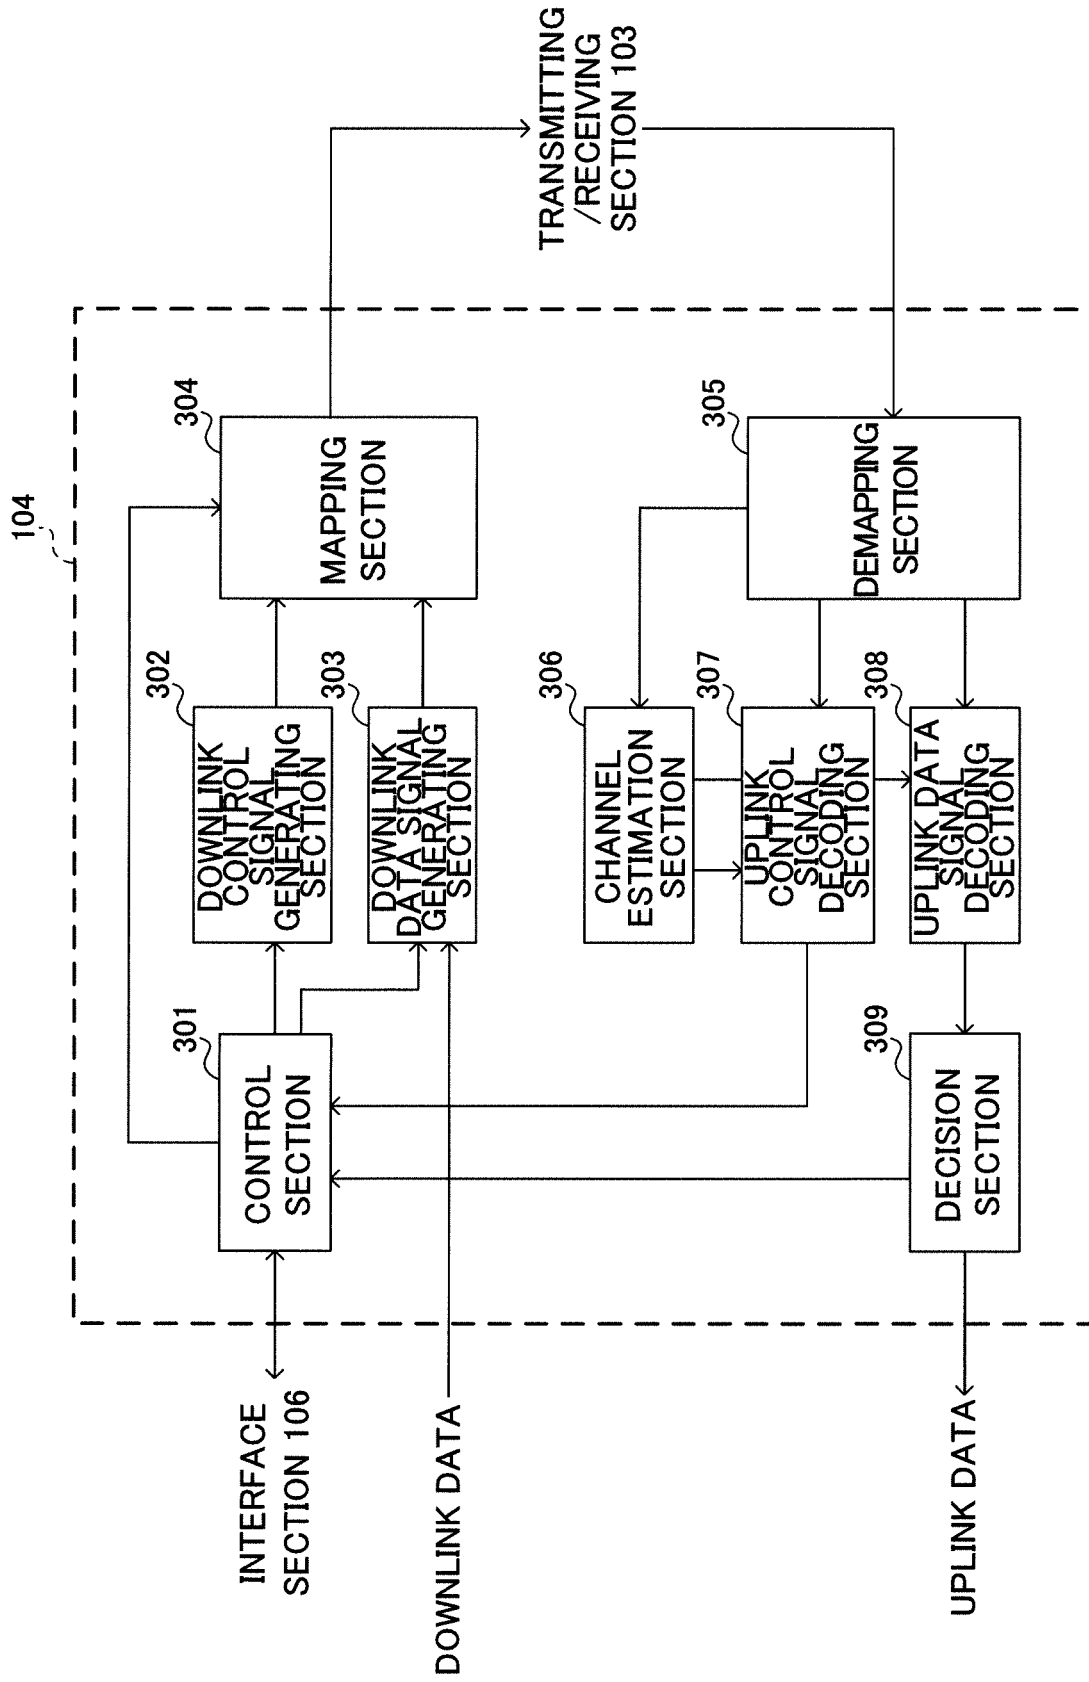 104
304
MAPPING
SECTION
302
DOWNLINK
CONTROL
SIGNAL
GENERATING
SECTION
303
DOWNLINK
DATA SIGNAL
GENERATING
SECTION
301
CONTROL
SECTION
INTERFACE
SECTION 106
DOWNLINK DATA
TRANSMITTING
/RECEIVING
SECTION 103
305
DEMAPPING
SECTION
306
CHANNEL
ESTIMATION
SECTION
307
UPLINK
CONTROL
SIGNAL
DECODING
SECTION
308
UPLINK DATA
SIGNAL
DECODING
SECTION
309
DECISION
SECTION
UPLINK DATA